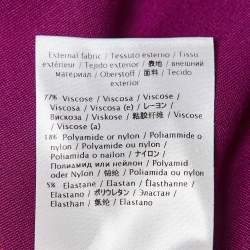 External fabric / Tessuto esterno / Tissu
extérieur / Tejido exterior / 表地 / внешний
материал / Oberstoff / 面料 / Tecido
exterior
77% Viscose / Viscosa / Viscose /
Viscosa / Viscosa (e) / レーヨン /
Вискоза / Viskose / 粘胶纤维 / Viscose
/ Viscose (a)
18% Polyamide or nylon / Poliammide o
nylon / Polyamide ou nylon /
Poliamida o nailon / ナイロン /
Полиамид или нейлон / Polyamid
oder Nylon / 锦纶 / Poliamida ou
nylon
5% Elastane / Elastan / Élasthanne /
Elastano / ポリウレタン / Эластан /
Elasthan / 氨纶 / Elastano